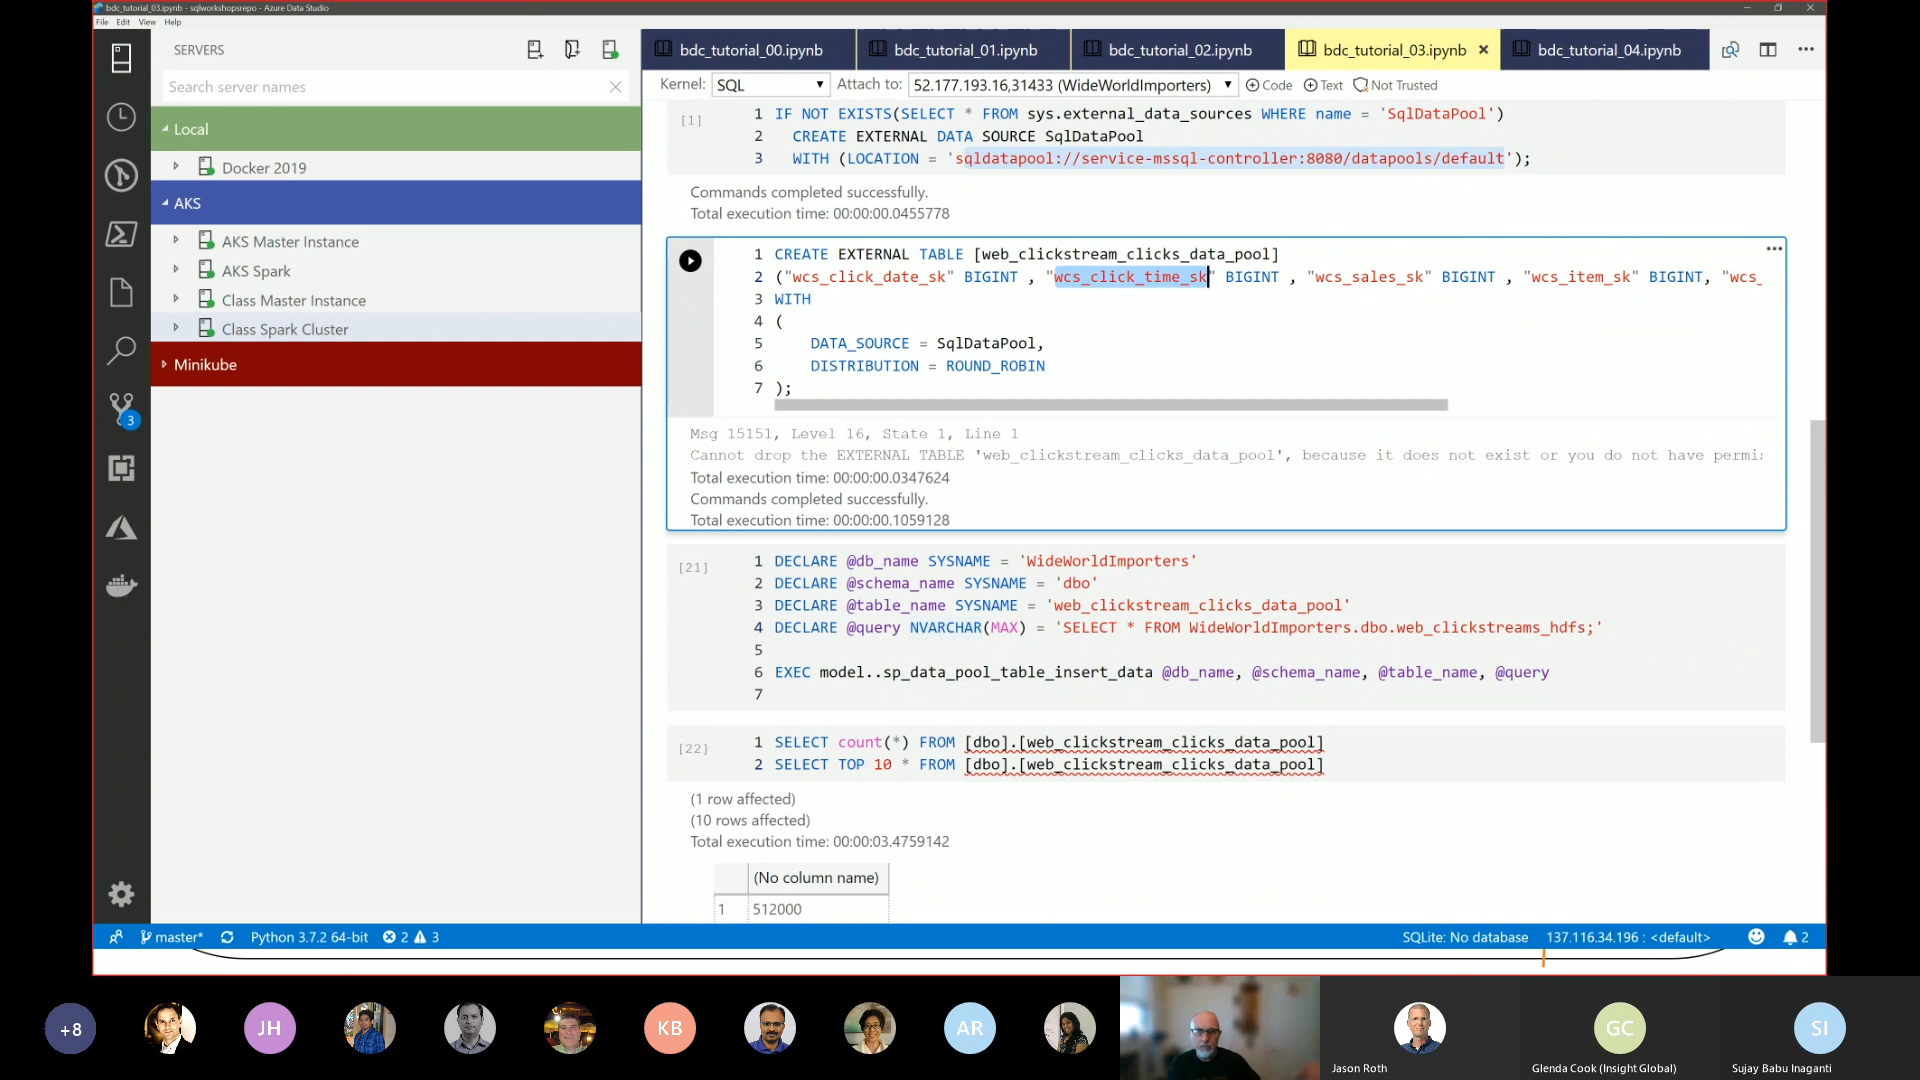 bdc_tutorial_03.ipynb - sqlworkshopsrepo - Azure Data Studio
File Edit View Help
SERVERS
Search server names
Local
Docker 2019
AKS
AKS Master Instance
AKS Spark
Class Master Instance
Class Spark Cluster
Minikube
3
bdc_tutorial_00.ipynb
bdc_tutorial_01.ipynb
bdc_tutorial_02.ipynb
bdc_tutorial_03.ipynb
bdc_tutorial_04.ipynb
Kernel: SQL Attach to: 52.177.193.16,31433 (WideWorldImporters) Code Text Not Trusted
[1]
1 IF NOT EXISTS(SELECT * FROM sys.external_data_sources WHERE name = 'SqlDataPool')
2 CREATE EXTERNAL DATA SOURCE SqlDataPool
3 WITH (LOCATION = 'sqldatapool://service-mssql-controller:8080/datapools/default');
Commands completed successfully.
Total execution time: 00:00:00.0455778
1 CREATE EXTERNAL TABLE [web_clickstream_clicks_data_pool]
2 ("wcs_click_date_sk" BIGINT , "wcs_click_time_sk" BIGINT , "wcs_sales_sk" BIGINT , "wcs_item_sk" BIGINT, "wcs_
3 WITH
4 (
5 DATA_SOURCE = SqlDataPool,
6 DISTRIBUTION = ROUND_ROBIN
7 );
Msg 15151, Level 16, State 1, Line 1
Cannot drop the EXTERNAL TABLE 'web_clickstream_clicks_data_pool', because it does not exist or you do not have permi
Total execution time: 00:00:00.0347624
Commands completed successfully.
Total execution time: 00:00:00.1059128
[21]
1 DECLARE @db_name SYSNAME = 'WideWorldImporters'
2 DECLARE @schema_name SYSNAME = 'dbo'
3 DECLARE @table_name SYSNAME = 'web_clickstream_clicks_data_pool'
4 DECLARE @query NVARCHAR(MAX) = 'SELECT * FROM WideWorldImporters.dbo.web_clickstreams_hdfs;'
5
6 EXEC model..sp_data_pool_table_insert_data @db_name, @schema_name, @table_name, @query
7
[22]
1 SELECT count(*) FROM [dbo].[web_clickstream_clicks_data_pool]
2 SELECT TOP 10 * FROM [dbo].[web_clickstream_clicks_data_pool]
(1 row affected)
(10 rows affected)
Total execution time: 00:00:03.4759142
(No column name)
1 512000
master* Python 3.7.2 64-bit 2 3 SQLite: No database 137.116.34.196 : <default> 2
+8 JH KB AR GC SI
Jason Roth Glenda Cook (Insight Global) Sujay Babu Inaganti